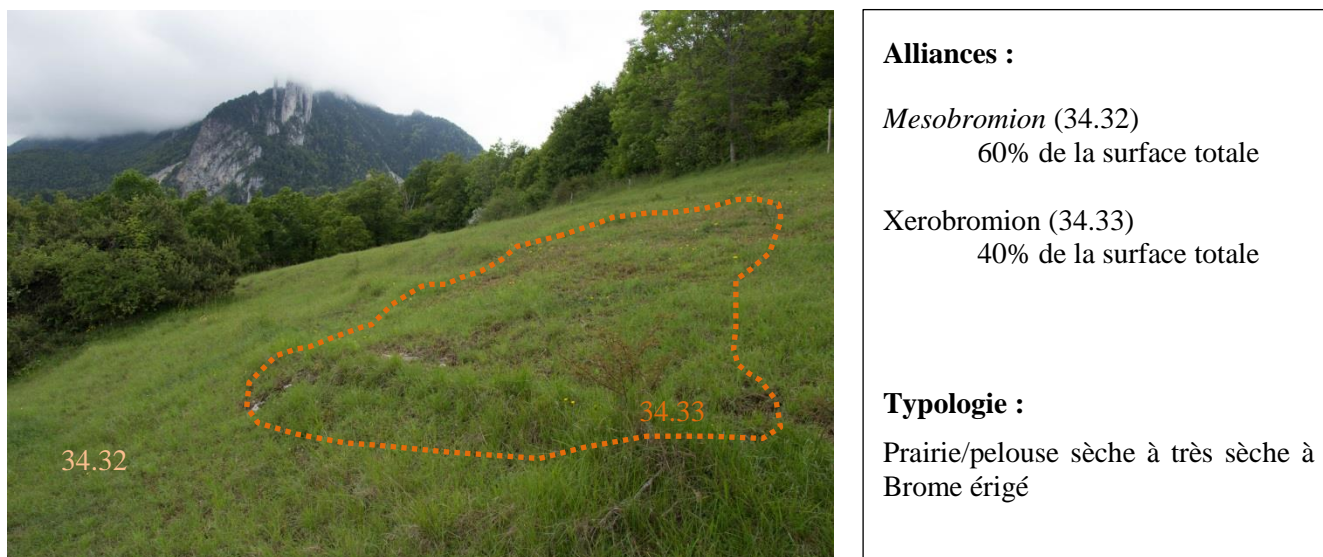 34.33
34.32
Alliances :
Mesobromion (34.32)
60% de la surface totale
Xerobromion (34.33)
40% de la surface totale
Typologie :
Prairie/pelouse sèche à très sèche à
Brome érigé